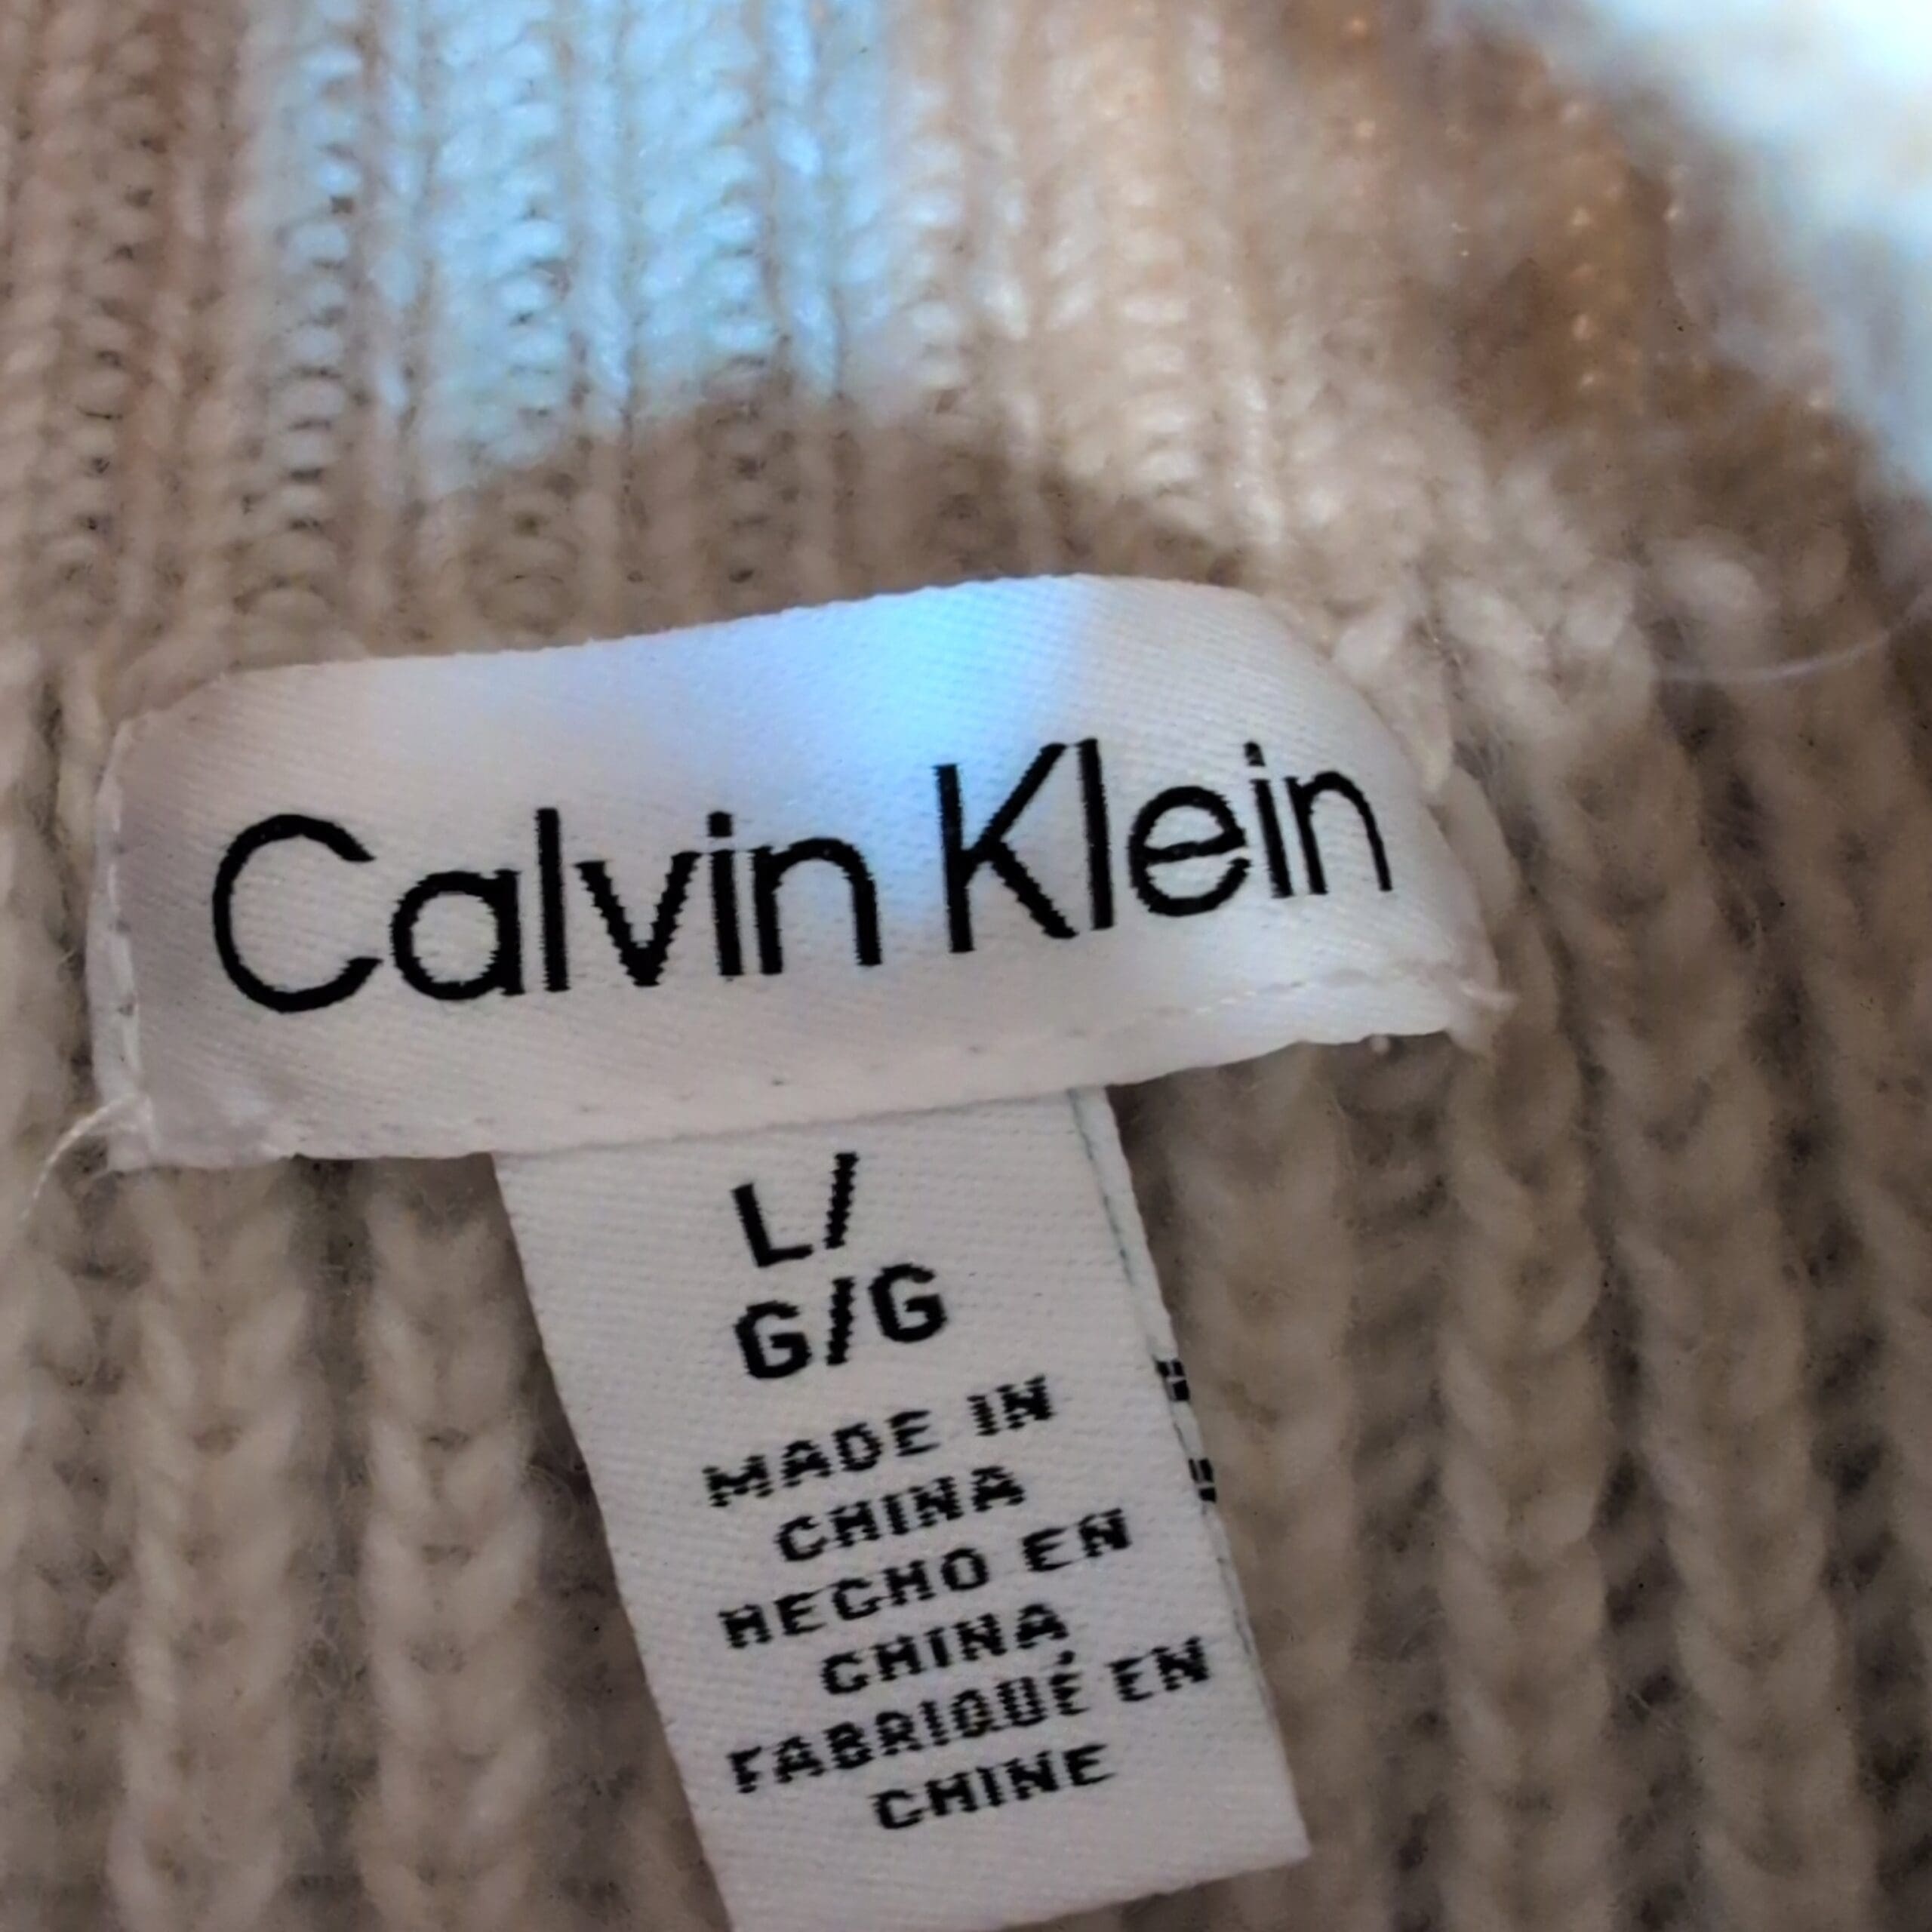 Calvin Klein
L/
G/G
MADE IN
CHINA
HECHO EN
CHINA
FABRIQUÉ EN
CHINE